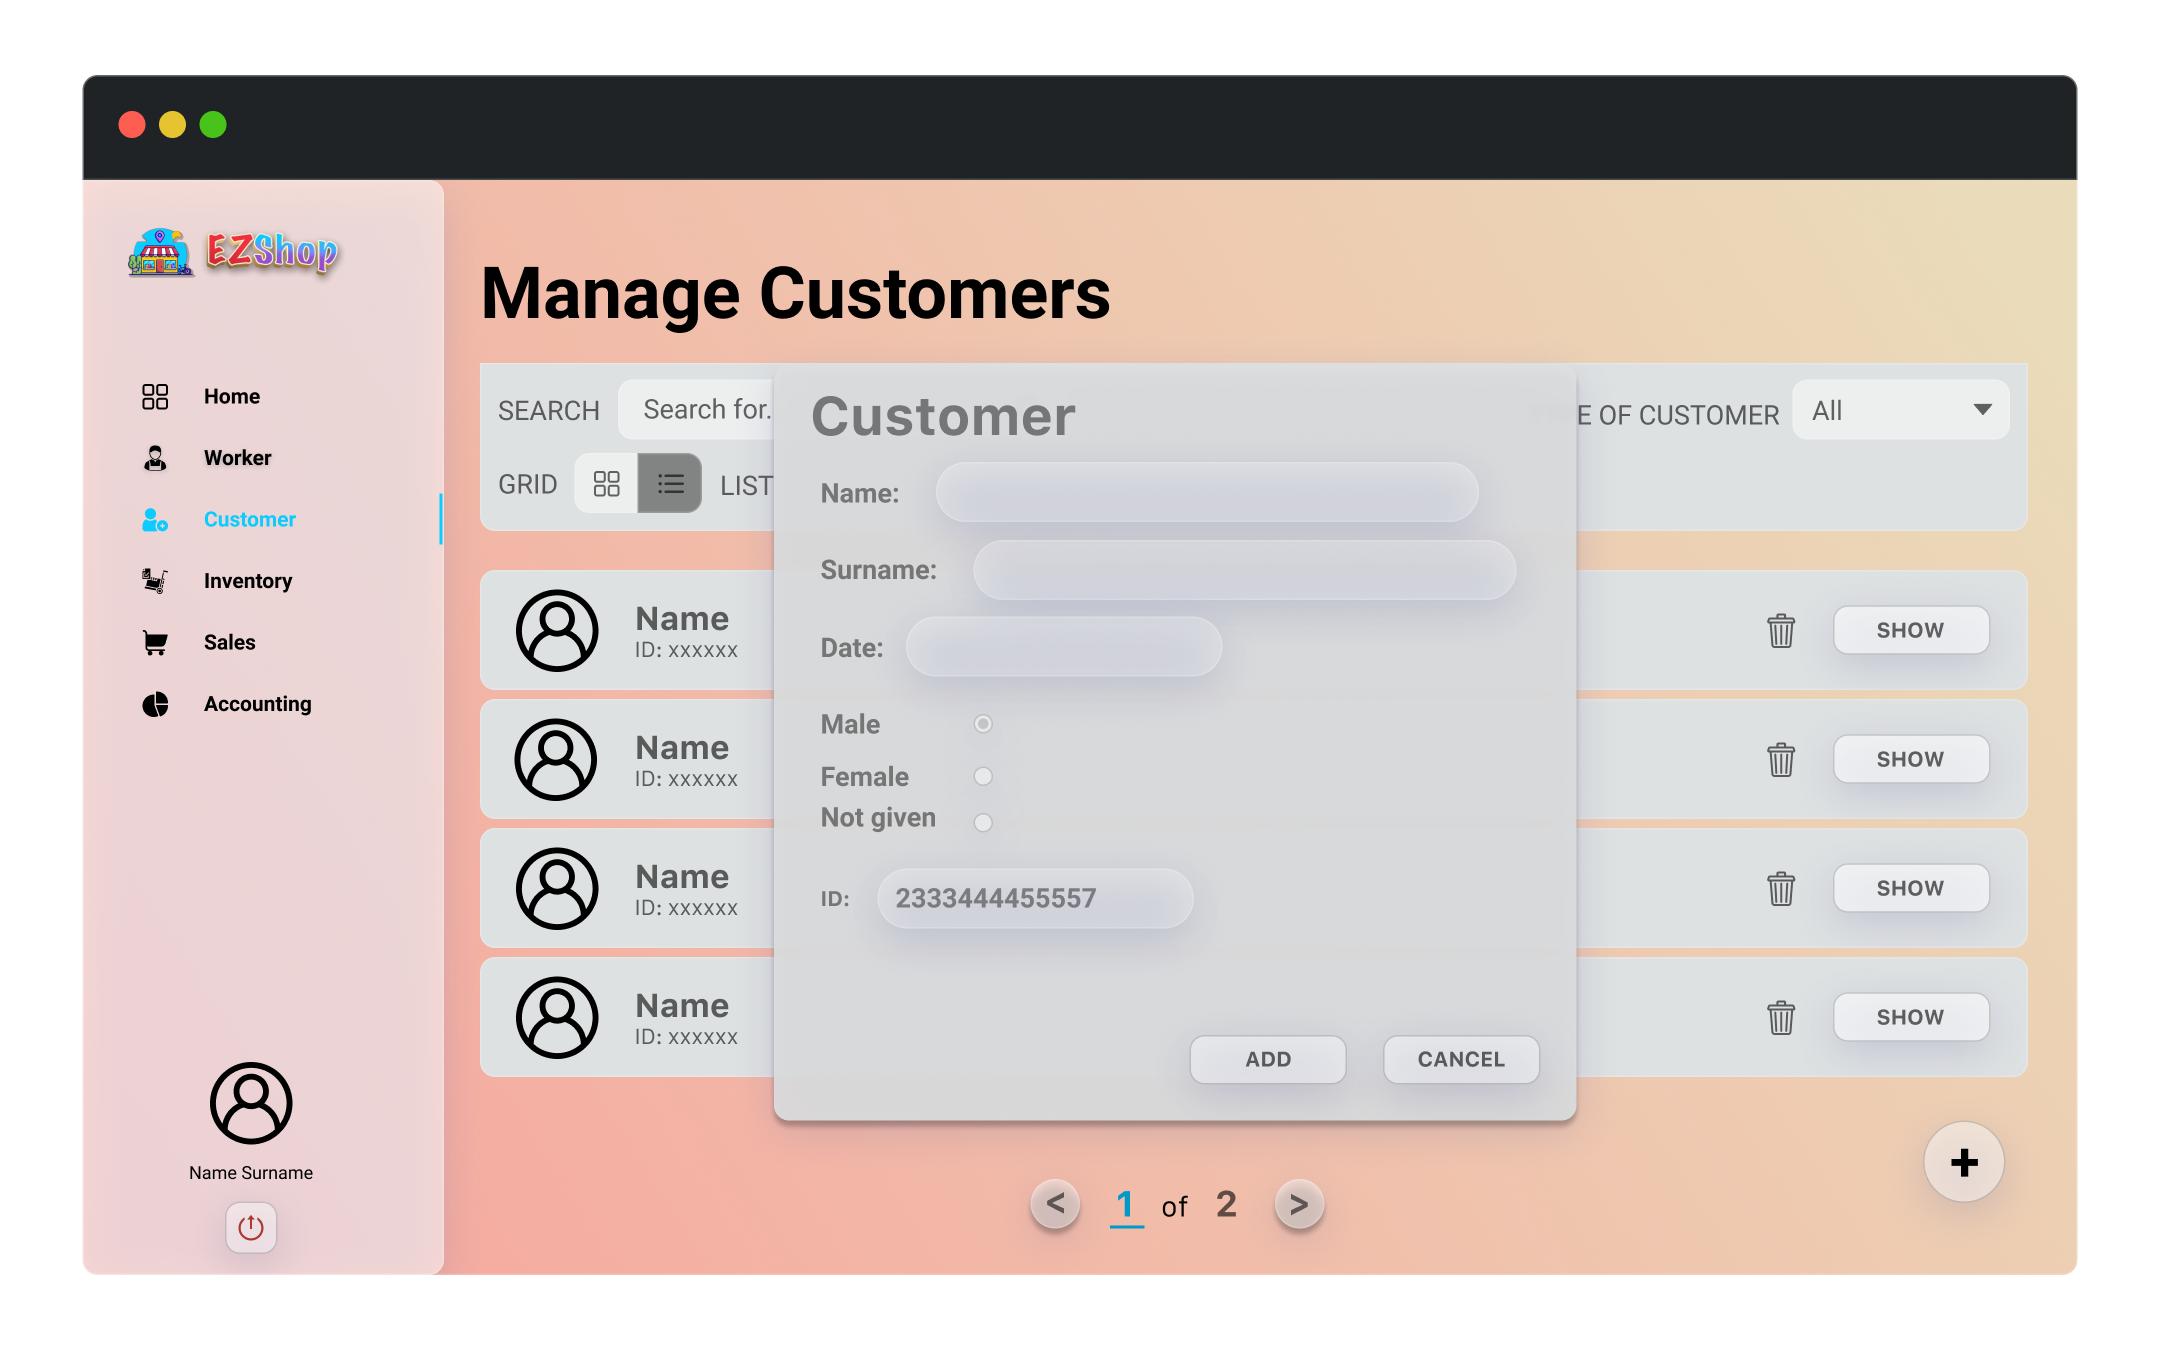 EZShop
Home
Worker
Customer
Inventory
Sales
Accounting
Name Surname
Manage Customers
SEARCH
Search for.
E OF CUSTOMER
All
GRID
LIST
Name
ID: xxxxxx
SHOW
Name
ID: xxxxxx
SHOW
Name
ID: xxxxxx
SHOW
Name
ID: xxxxxx
SHOW
Customer
Name:
Surname:
Date:
Male
Female
Not given
ID:
2333444455557
ADD
CANCEL
< 1 of 2 >
+